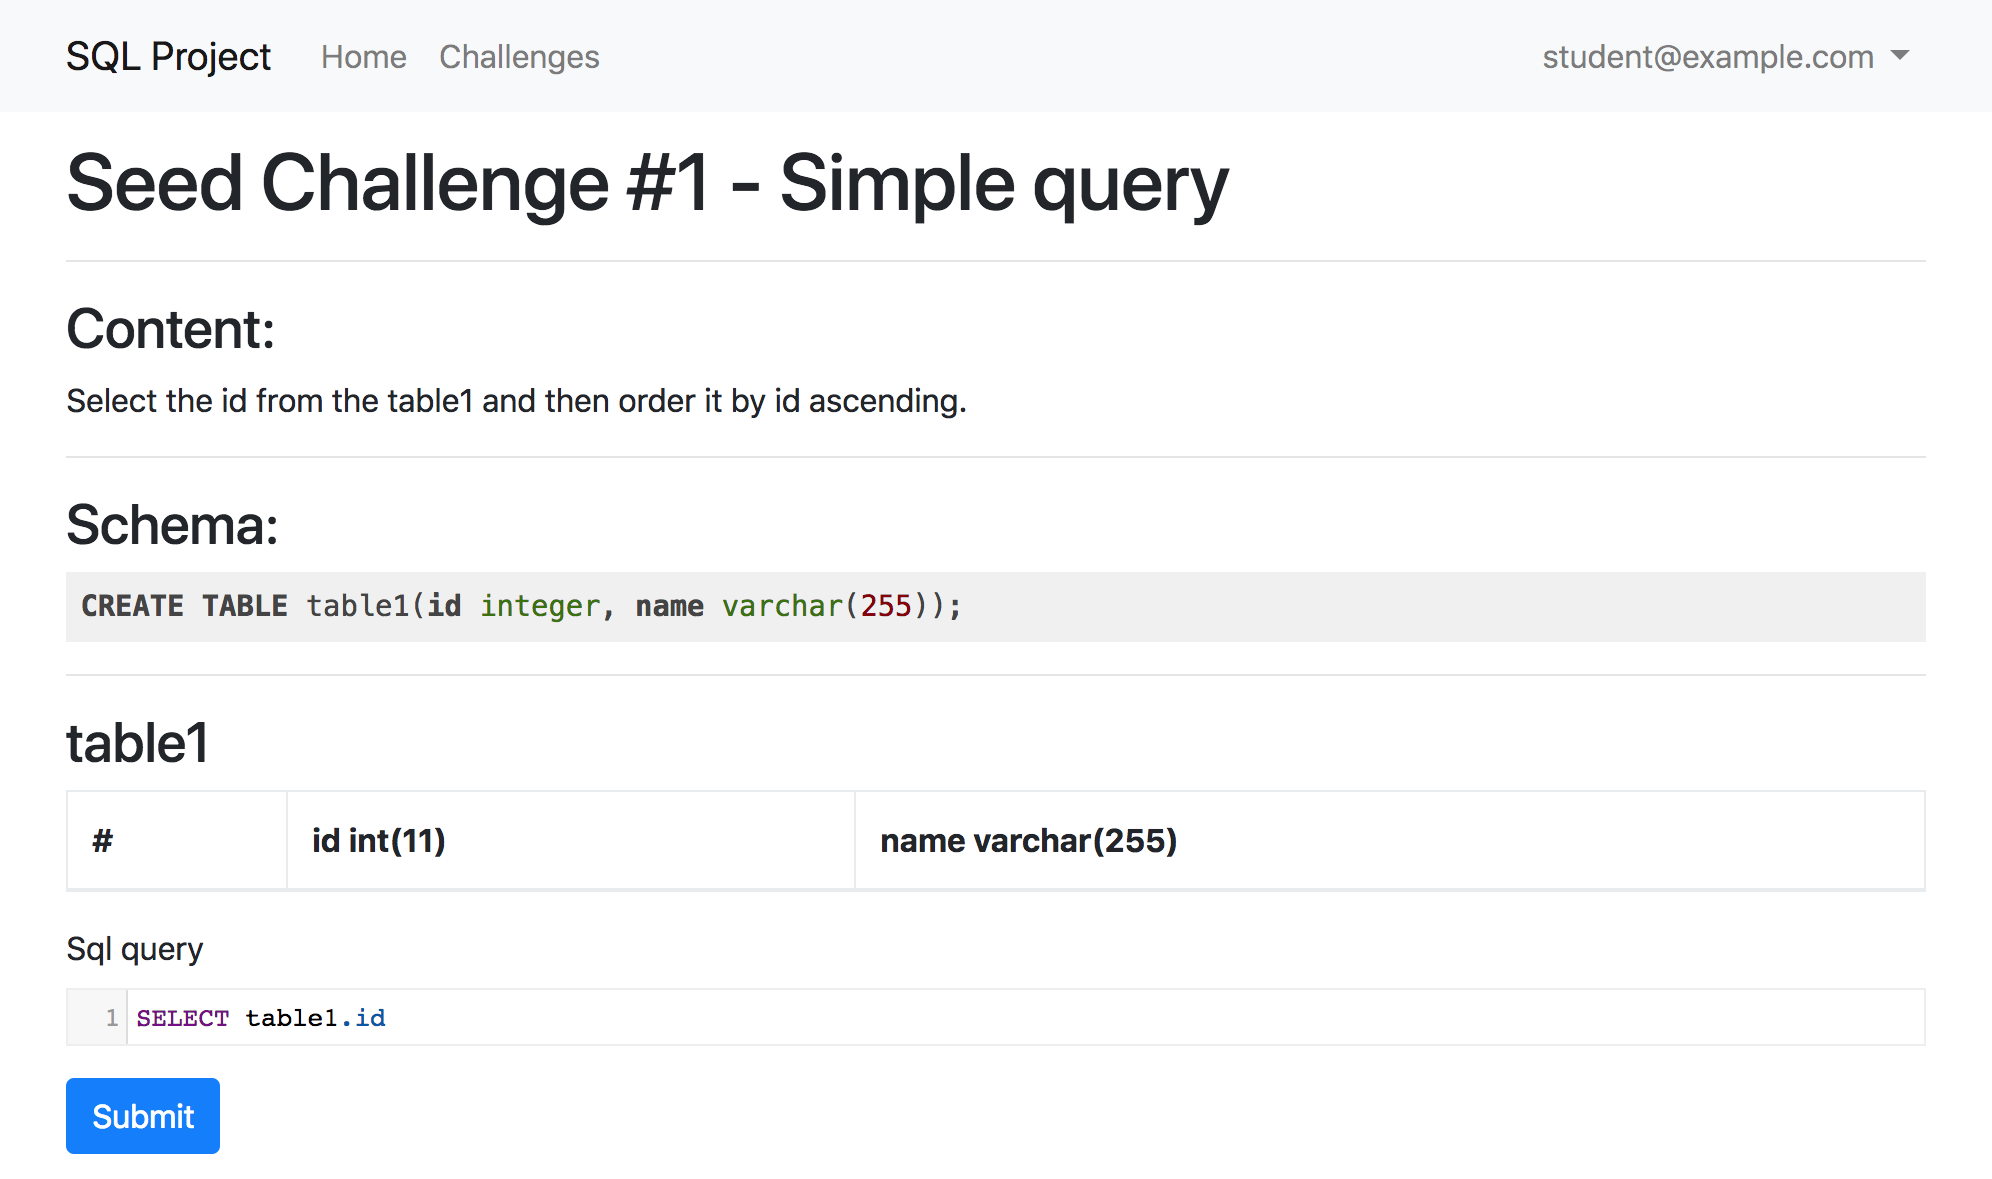 SQL Project Home Challenges student@example.com
Seed Challenge #1 - Simple query
Content:
Select the id from the table1 and then order it by id ascending.
Schema:
CREATE TABLE table1(id integer, name varchar(255));
table1
# id int(11) name varchar(255)
Sql query
1 SELECT table1.id
Submit